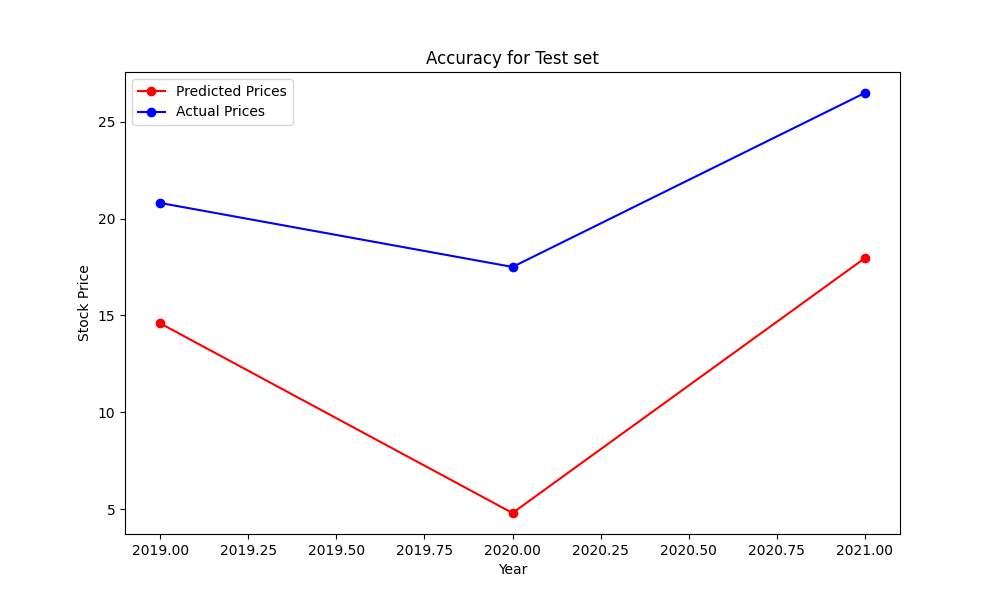 Accuracy for Test set
Predicted Prices
Actual Prices
25
20
15
10
5
Stock Price
2019.00 2019.25 2019.50 2019.75 2020.00 2020.25 2020.50 2020.75 2021.00
Year